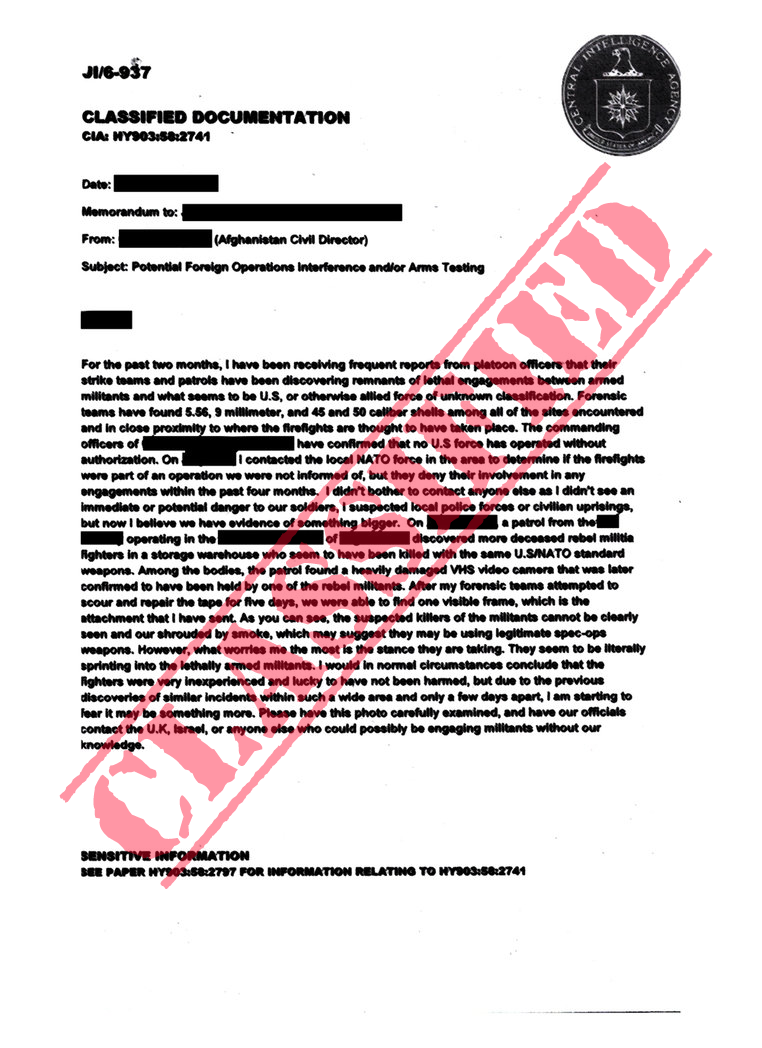 JI/6-937
CENTRAL INTELLIGENCE AGENCY
UNITED STATES OF AMERICA
CLASSIFIED DOCUMENTATION
CIA: HY903:58:2741
Date:
Memorandum to:
From: (Afghanistan Civil Director)
Subject: Potential Foreign Operations Interference and/or Arms Testing
For the past two months, I have been receiving frequent reports from platoon officers that their
strike teams and patrols have been discovering remnants of lethal engagements between armed
militants and what seems to be U.S, or otherwise allied force of unknown classification. Forensic
teams have found 5.56, 9 millimeter, and 45 and 50 caliber shells among all of the sites encountered
and in close proximity to where the firefights are thought to have taken place. The commanding
officers of have confirmed that no U.S force has operated without
authorization. On I contacted the local NATO force in the area to determine if the firefights
were part of an operation we were not informed of, but they deny their involvement in any
engagements within the past four months. I didn't bother to contact anyone else as I didn't see an
immediate or potential danger to our soldiers, I suspected local police forces or civilian uprisings,
but now I believe we have evidence of something bigger. On , a patrol from the
operating in the of discovered more deceased rebel militia
fighters in a storage warehouse who seem to have been killed with the same U.S/NATO standard
weapons. Among the bodies, the patrol found a heavily damaged VHS video camera that was later
confirmed to have been held by one of the rebel militants. After my forensic teams attempted to
scour and repair the tape for five days, we were able to find one visible frame, which is the
attachment that I have sent. As you can see, the suspected killers of the militants cannot be clearly
seen and our shrouded by smoke, which may suggest they may be using legitimate spec-ops
weapons. However, what worries me the most is the stance they are taking. They seem to be literally
sprinting into the lethally armed militants. I would in normal circumstances conclude that the
fighters were very inexperienced and lucky to have not been harmed, but due to the previous
discoveries of similar incidents within such a wide area and only a few days apart, I am starting to
fear it may be something more. Please have this photo carefully examined, and have our officials
contact the U.K, Israel, or anyone else who could possibly be engaging militants without our
knowledge.
CLASSIFIED
SENSITIVE INFORMATION
SEE PAPER HY903:58:2797 FOR INFORMATION RELATING TO HY903:58:2741